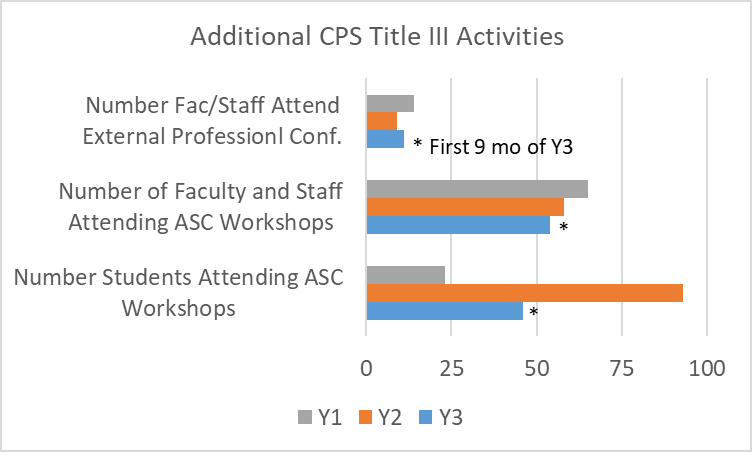 Additional CPS Title III Activities
Number Fac/Staff Attend
External Professionl Conf.
* First 9 mo of Y3
Number of Faculty and Staff
Attending ASC Workshops
*
Number Students Attending ASC
Workshops
*
0 25 50 75 100
Y1 Y2 Y3